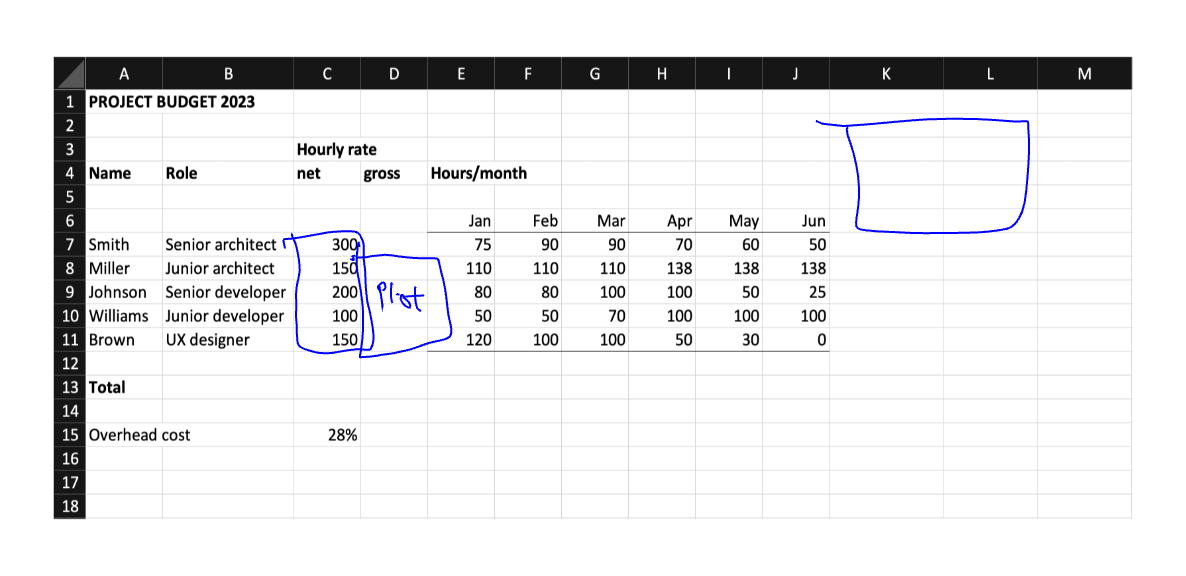 A B C D E F G H I J K L M
1 PROJECT BUDGET 2023
2
3 Hourly rate
4 Name Role net gross Hours/month
5
6 Jan Feb Mar Apr May Jun
7 Smith Senior architect 300 75 90 90 70 60 50
8 Miller Junior architect 150 110 110 110 138 138 138
9 Johnson Senior developer 200 Plot 80 80 100 100 50 25
10 Williams Junior developer 100 50 50 70 100 100 100
11 Brown UX designer 150 120 100 100 50 30 0
12
13 Total
14
15 Overhead cost 28%
16
17
18